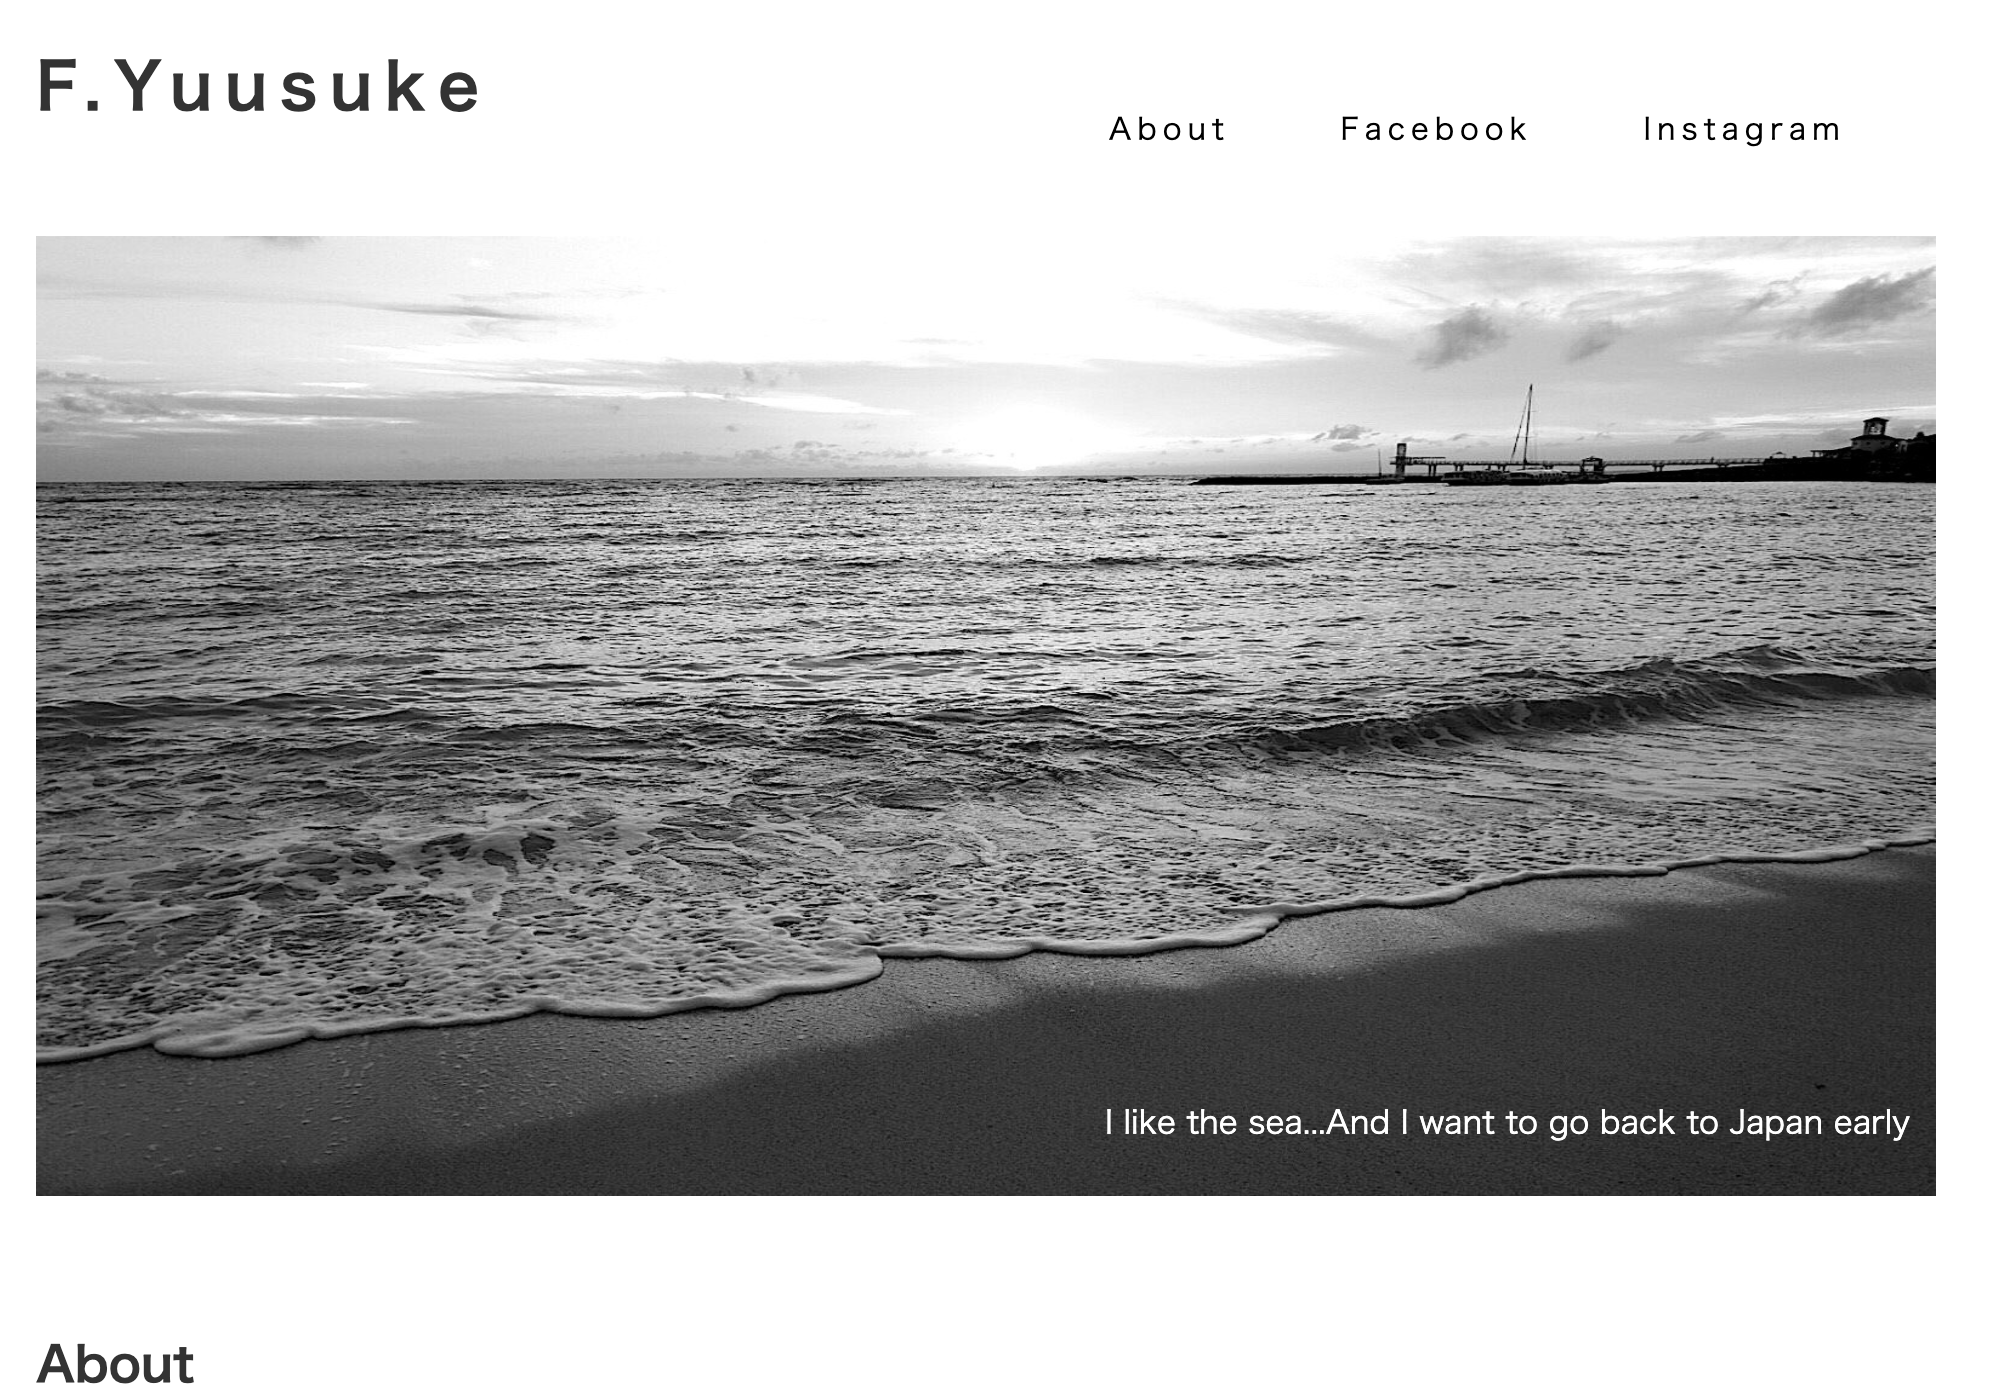 F.Yuusuke
About Facebook Instagram
I like the sea...And I want to go back to Japan early
About